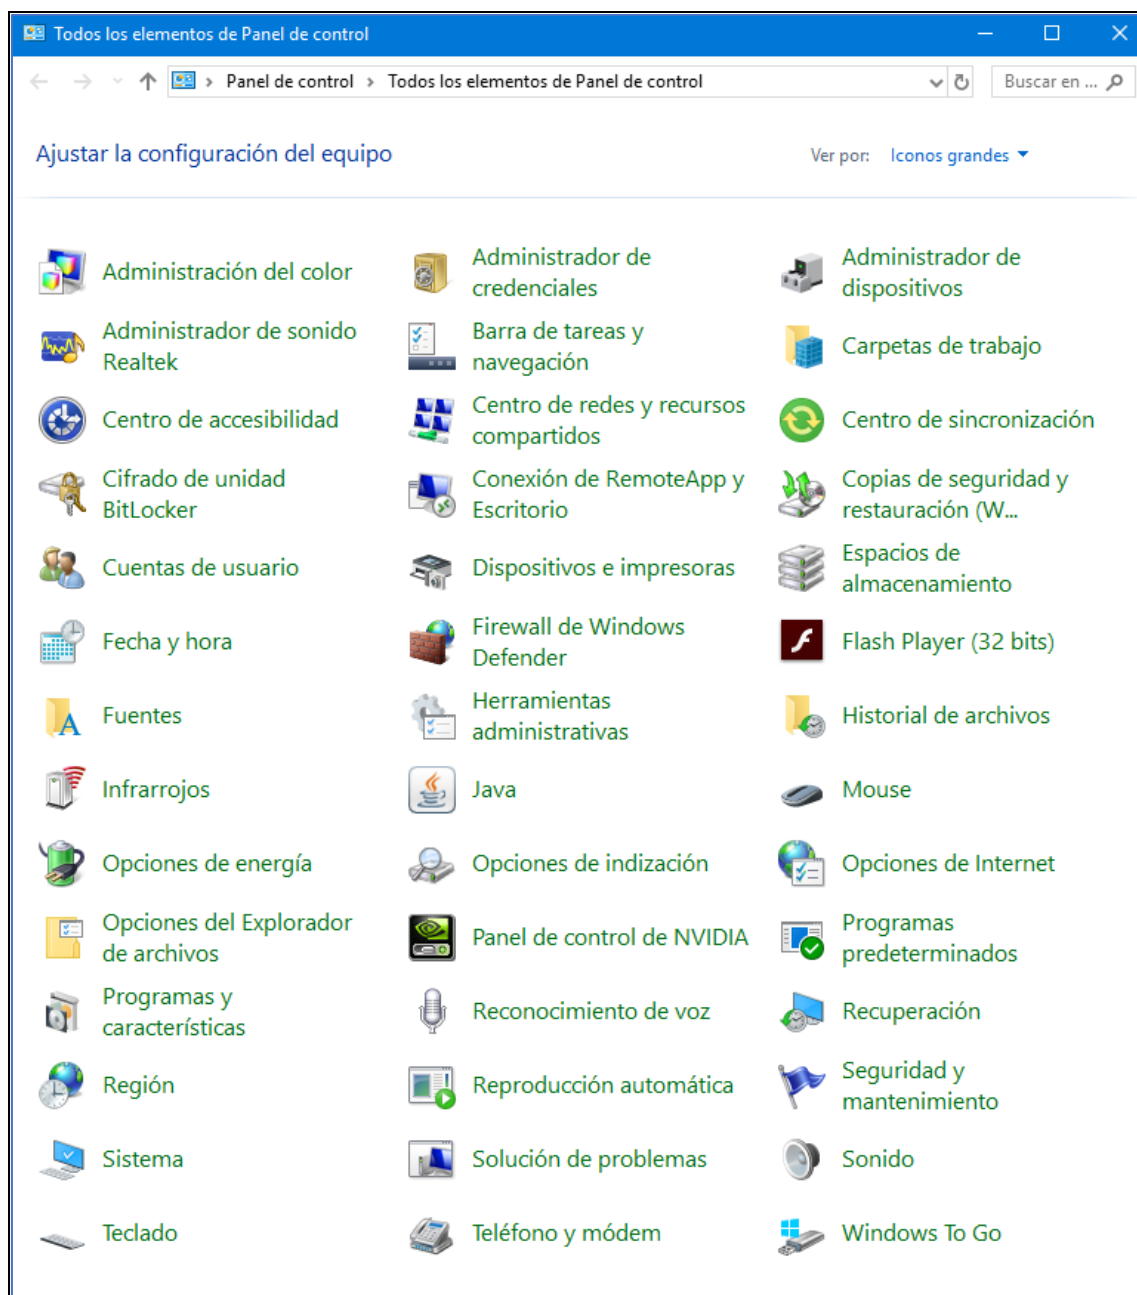 Todos los elementos de Panel de control
Panel de control > Todos los elementos de Panel de control
Buscar en ...
Ajustar la configuración del equipo
Ver por: Iconos grandes
Administración del color
Administrador de
credenciales
Administrador de
dispositivos
Administrador de sonido
Realtek
Barra de tareas y
navegación
Carpetas de trabajo
Centro de accesibilidad
Centro de redes y recursos
compartidos
Centro de sincronización
Cifrado de unidad
BitLocker
Conexión de RemoteApp y
Escritorio
Copias de seguridad y
restauración (W...
Cuentas de usuario
Dispositivos e impresoras
Espacios de
almacenamiento
Fecha y hora
Firewall de Windows
Defender
Flash Player (32 bits)
Fuentes
Herramientas
administrativas
Historial de archivos
Infrarrojos
Java
Mouse
Opciones de energía
Opciones de indización
Opciones de Internet
Opciones del Explorador
de archivos
Panel de control de NVIDIA
Programas
predeterminados
Programas y
características
Reconocimiento de voz
Recuperación
Región
Reproducción automática
Seguridad y
mantenimiento
Sistema
Solución de problemas
Sonido
Teclado
Teléfono y módem
Windows To Go